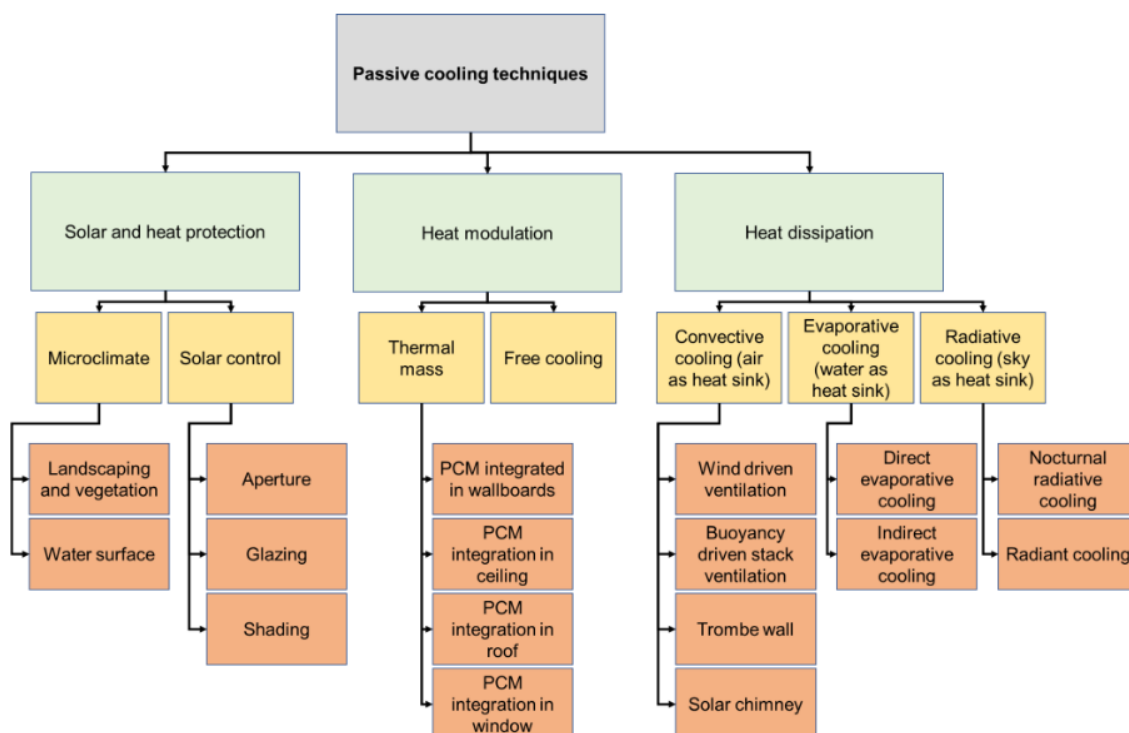 Passive cooling techniques
Solar and heat protection
Heat modulation
Heat dissipation
Microclimate
Solar control
Thermal
mass
Free cooling
Convective
cooling (air
as heat sink)
Evaporative
cooling
(water as
heat sink)
Radiative
cooling (sky
as heat sink)
Landscaping
and vegetation
Water surface
Aperture
Glazing
Shading
PCM integrated
in wallboards
PCM
integration in
ceiling
PCM
integration in
roof
PCM
integration in
window
Wind driven
ventilation
Buoyancy
driven stack
ventilation
Trombe wall
Solar chimney
Direct
evaporative
cooling
Indirect
evaporative
cooling
Nocturnal
radiative
cooling
Radiant cooling